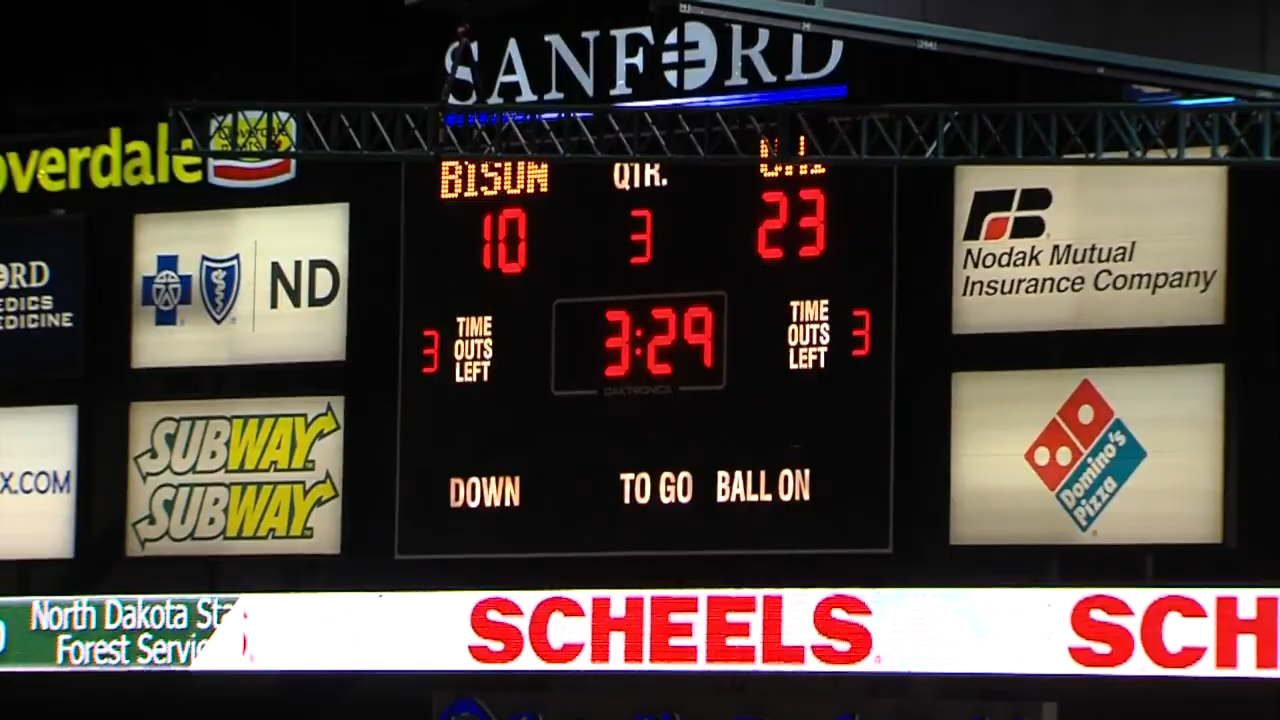 SANFORD
overdale
BISON
QTR.
10
3
23
ORD
EDICS
EDICINE
ND
Nodak Mutual
Insurance Company
3
TIME
OUTS
LEFT
3:29
TIME
OUTS
LEFT
3
DAKTRONICS
X.COM
SUBWAY
SUBWAY
DOWN
TO GO
BALL ON
Domino's
Pizza
North Dakota Sta
Forest Servic
SCHEELS
SCH